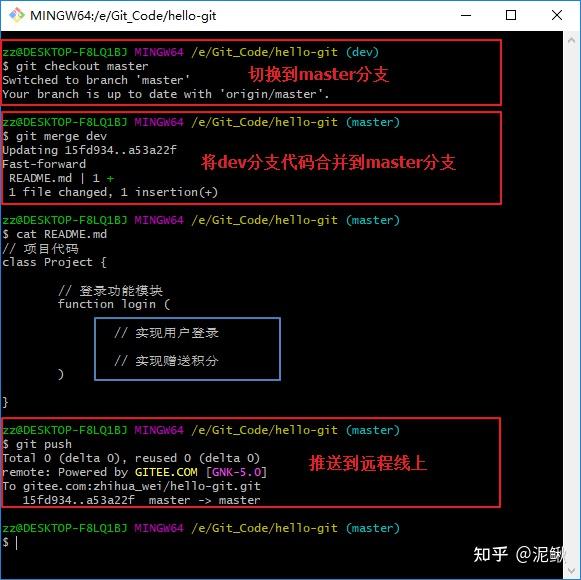 MINGW64:/e/Git_Code/hello-git
zz@DESKTOP-F8LQ1BJ MINGW64 /e/Git_Code/hello-git (dev)
$ git checkout master
Switched to branch 'master'
切换到master分支
Your branch is up to date with 'origin/master'.
zz@DESKTOP-F8LQ1BJ MINGW64 /e/Git_Code/hello-git (master)
$ git merge dev
Updating 15fd934..a53a22f
Fast-forward
将dev分支代码合并到master分支
README.md | 1 +
1 file changed, 1 insertion(+)
zz@DESKTOP-F8LQ1BJ MINGW64 /e/Git_Code/hello-git (master)
$ cat README.md
// 项目代码
class Project {
// 登录功能模块
function login (
// 实现用户登录
// 实现赠送积分
)
}
zz@DESKTOP-F8LQ1BJ MINGW64 /e/Git_Code/hello-git (master)
$ git push
Total 0 (delta 0), reused 0 (delta 0)
remote: Powered by GITEE.COM [GNK-5.0]
推送到远程线上
To gitee.com:zhihua_wei/hello-git.git
15fd934..a53a22f  master -> master
zz@DESKTOP-F8LQ1BJ MINGW64 /e/Git_Code/hello-git (master)
$
知乎 @泥鳅